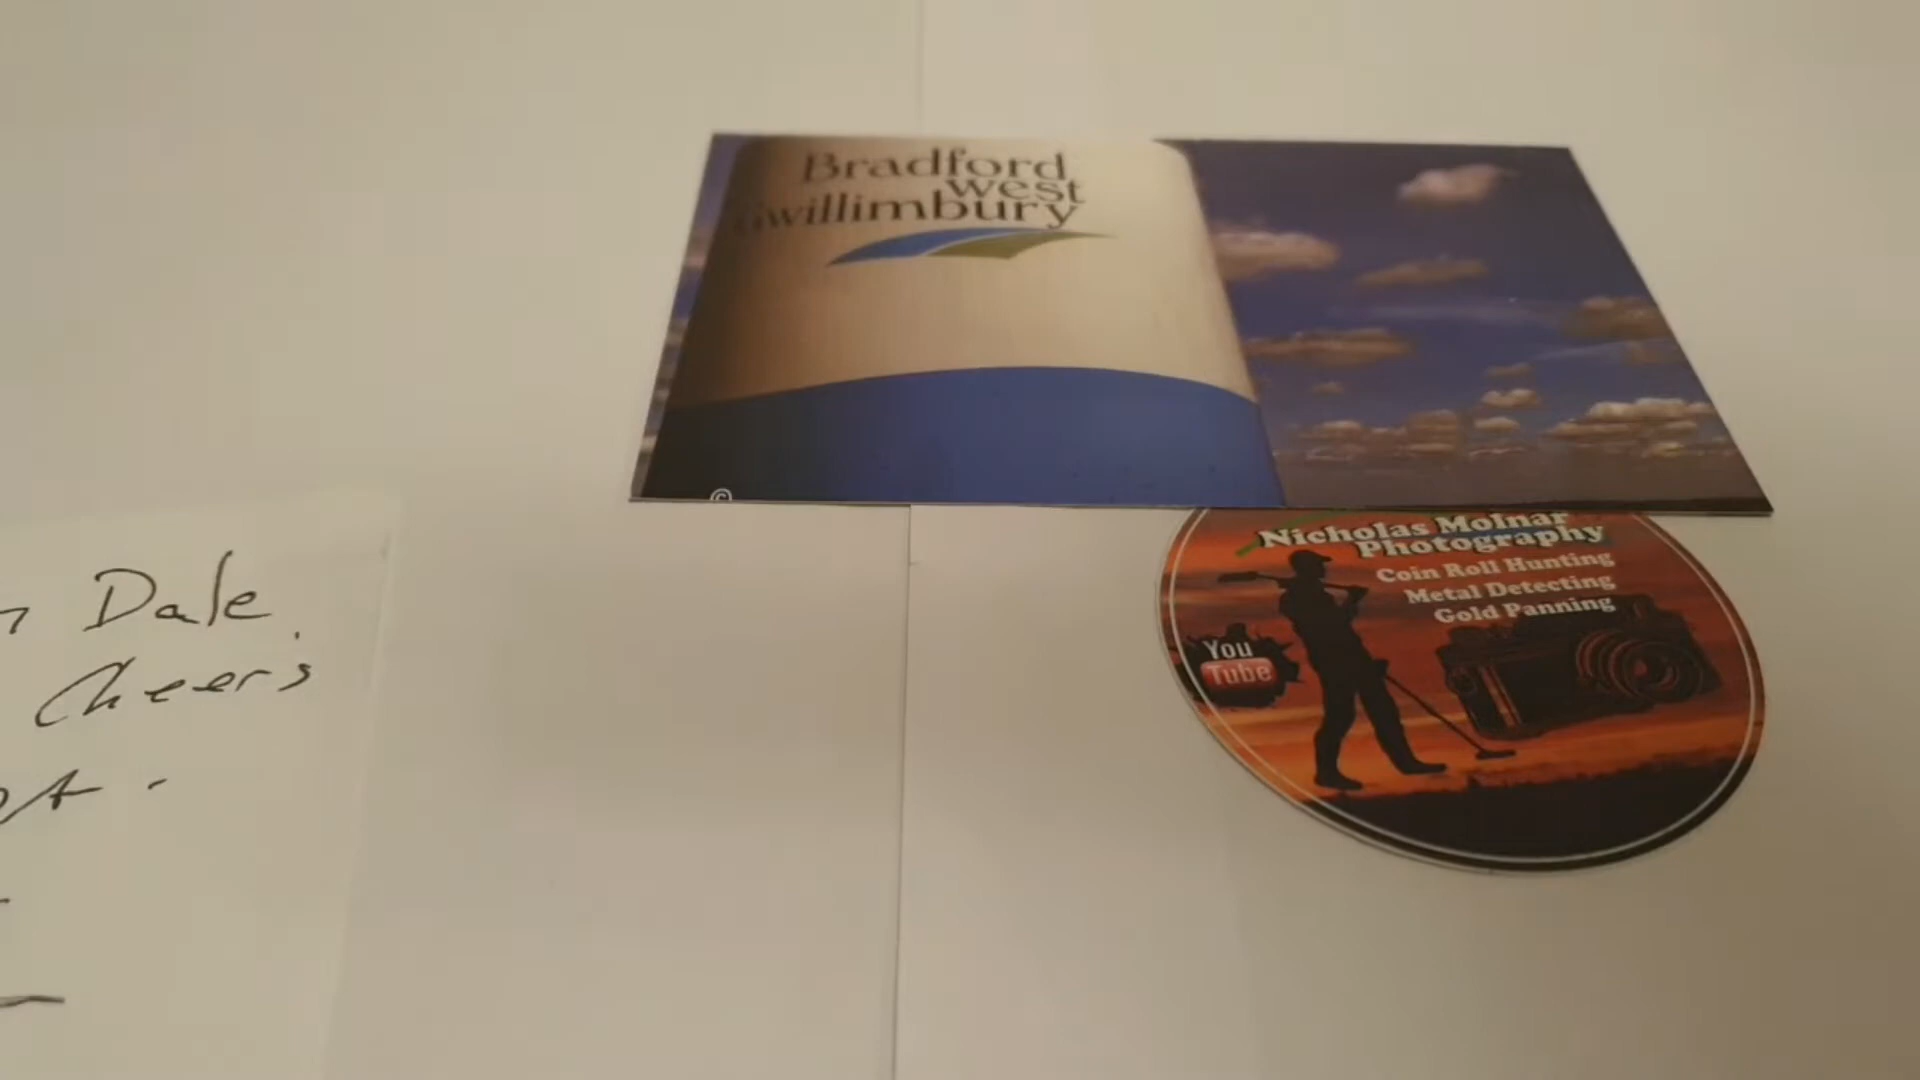 Bradford
west
Gwillimbury
©
Nicholas Molnar
Photography
Coin Roll Hunting
Metal Detecting
Gold Panning
You
Tube
Dale
Cheers